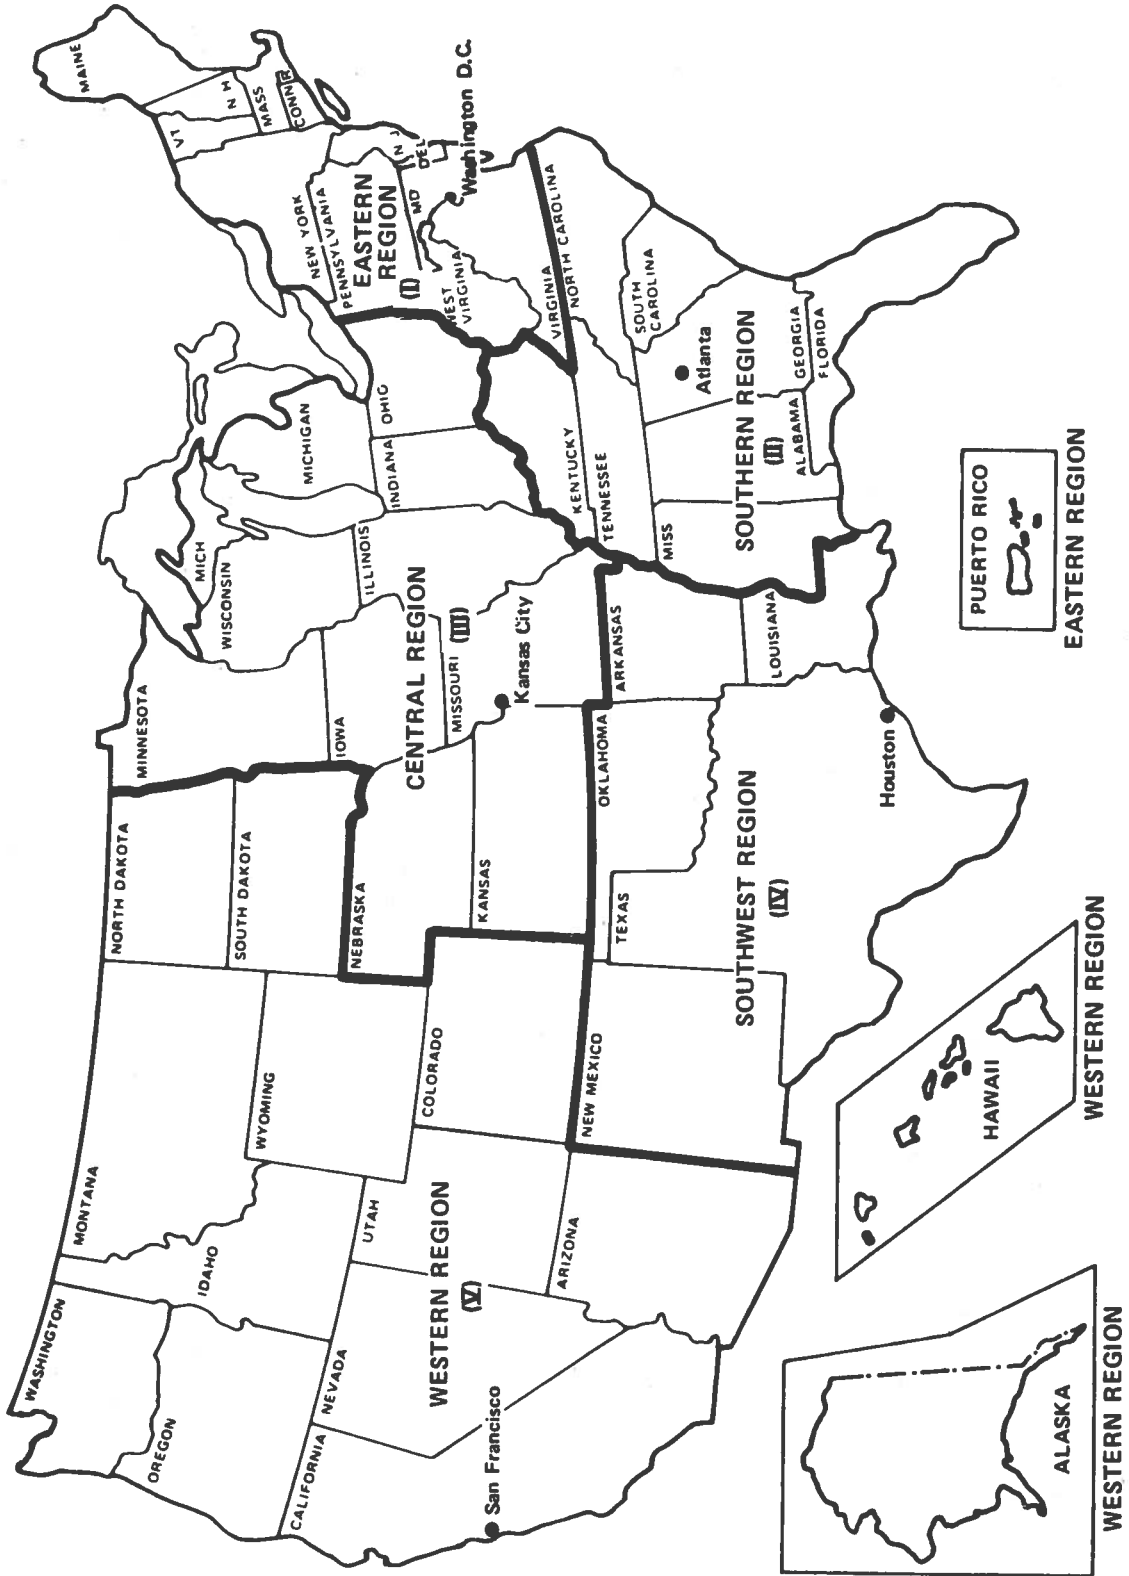 WASHINGTON
OREGON
CALIFORNIA
San Francisco
NEVADA
IDAHO
MONTANA
WYOMING
UTAH
ARIZONA
COLORADO
NEW MEXICO
WESTERN REGION
(V)
NORTH DAKOTA
SOUTH DAKOTA
NEBRASKA
KANSAS
MINNESOTA
IOWA
MISSOURI
Kansas City
WISCONSIN
MICH
MICHIGAN
ILLINOIS
INDIANA
OHIO
CENTRAL REGION
(III)
OKLAHOMA
TEXAS
ARKANSAS
LOUISIANA
Houston
SOUTHWEST REGION
(IV)
KENTUCKY
TENNESSEE
MISS
ALABAMA
GEORGIA
FLORIDA
SOUTH
CAROLINA
NORTH CAROLINA
Atlanta
SOUTHERN REGION
(II)
MAINE
VT
N H
MASS
CONN
R
NEW YORK
PENNSYLVANIA
N J
DEL
MD
WEST
VIRGINIA
VIRGINIA
Washington D.C.
EASTERN
REGION
(I)
ALASKA
WESTERN REGION
HAWAII
WESTERN REGION
PUERTO RICO
EASTERN REGION